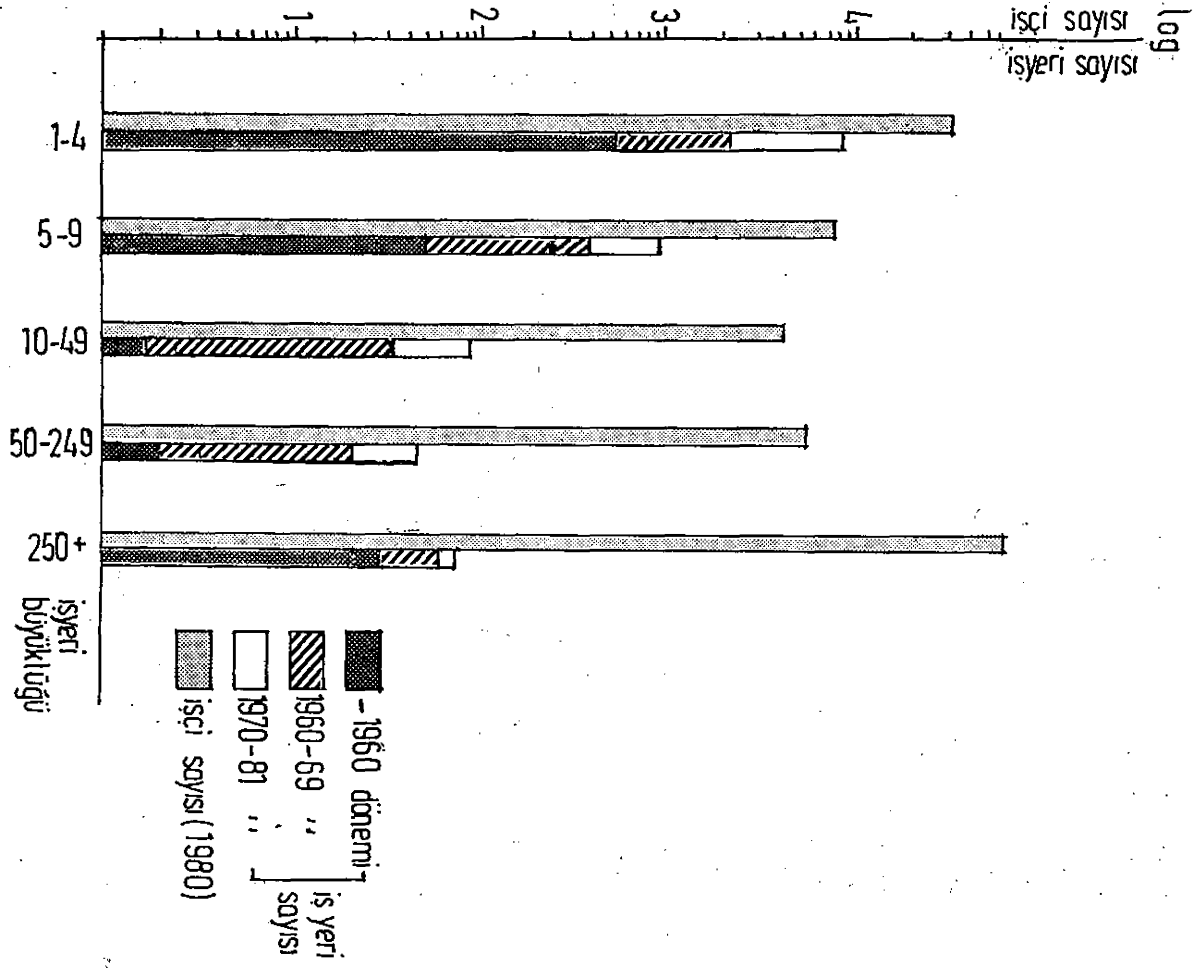 log
işçi sayısı
işyeri sayısı
1
2
3
4
1-4
5-9
10-49
50-249
250+
işyeri
büyüklüğü
-1960 dönemi
1960-69 "
1970-81 "
iş yeri
sayısı
işçi sayısı (1980)